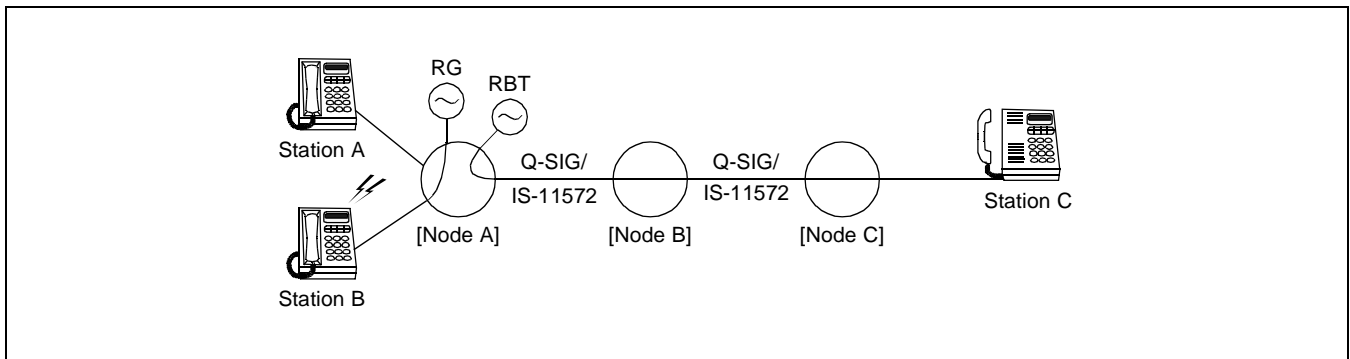 RG
RBT
Station A
Q-SIG/
IS-11572
Q-SIG/
IS-11572
Station C
[Node A]
[Node B]
[Node C]
Station B